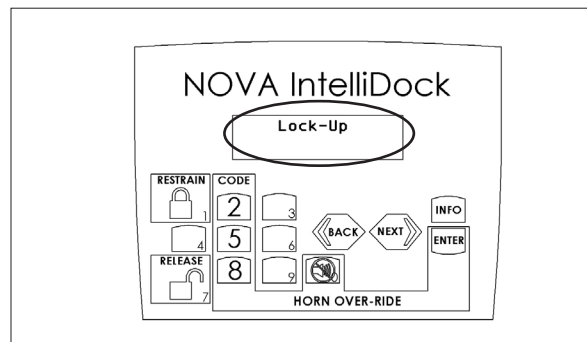 NOVA IntelliDock
Lock-Up
RESTRAIN
1
CODE
2
3
4
5
6
BACK
NEXT
INFO
ENTER
RELEASE
7
8
9
HORN OVER-RIDE